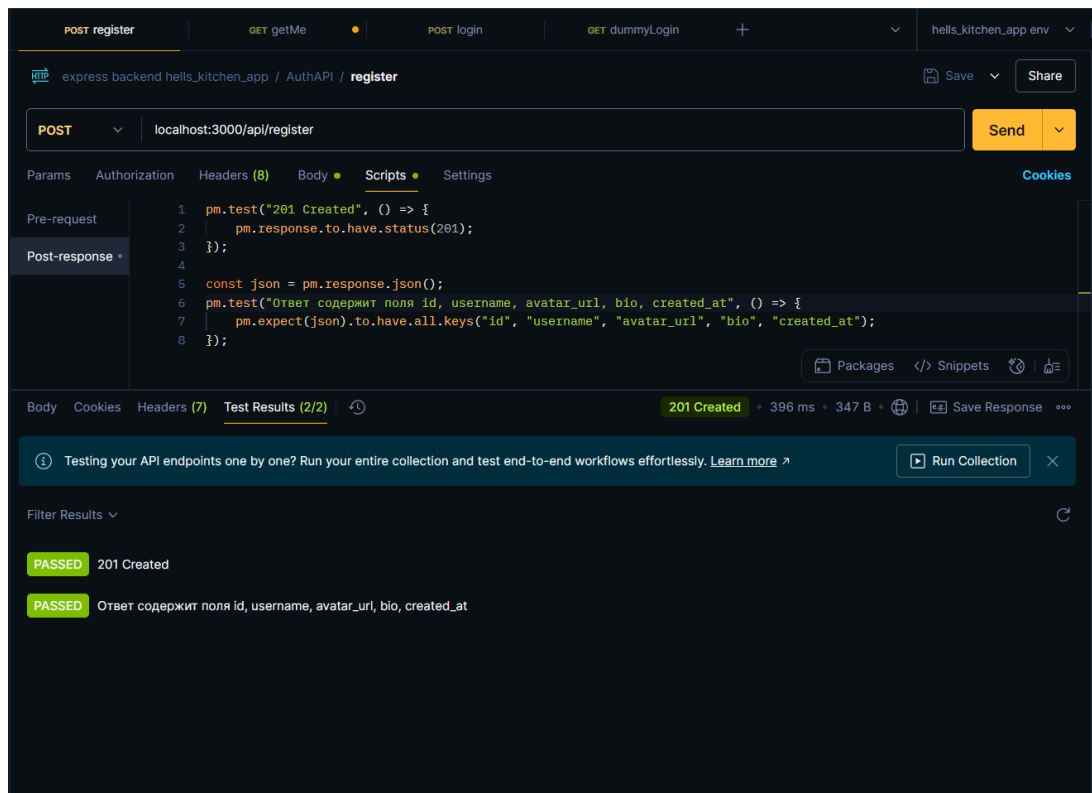 POST register GET getMe POST login GET dummyLogin hells_kitchen_app env
HTTP express backend hells_kitchen_app / AuthAPI / register Save Share
POST localhost:3000/api/register Send
Params Authorization Headers (8) Body Scripts Settings Cookies
Pre-request
Post-response
1 pm.test("201 Created", () => {
2 pm.response.to.have.status(201);
3 });
4
5 const json = pm.response.json();
6 pm.test("Ответ содержит поля id, username, avatar_url, bio, created_at", () => {
7 pm.expect(json).to.have.all.keys("id", "username", "avatar_url", "bio", "created_at");
8 });
Packages </> Snippets
Body Cookies Headers (7) Test Results (2/2) 201 Created • 396 ms • 347 B • e.g. Save Response
Testing your API endpoints one by one? Run your entire collection and test end-to-end workflows effortlessly. Learn more ↗ Run Collection
Filter Results
PASSED 201 Created
PASSED Ответ содержит поля id, username, avatar_url, bio, created_at